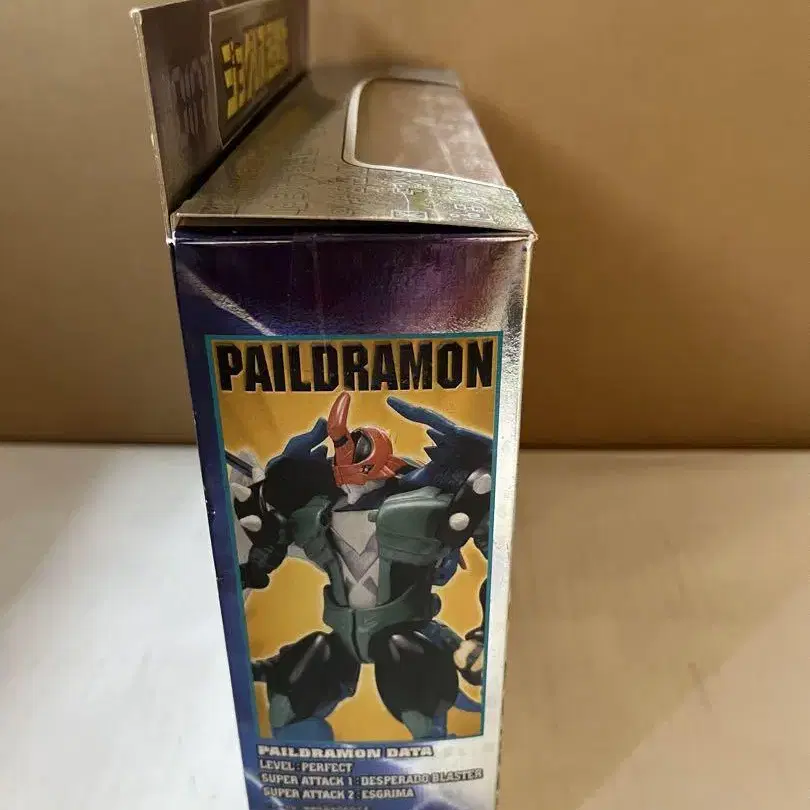 PAILDRAMON
PAILDRAMON DATA
LEVEL : PERFECT
SUPER ATTACK 1 : DESPERADO BLASTER
SUPER ATTACK 2 : ESGRIMA